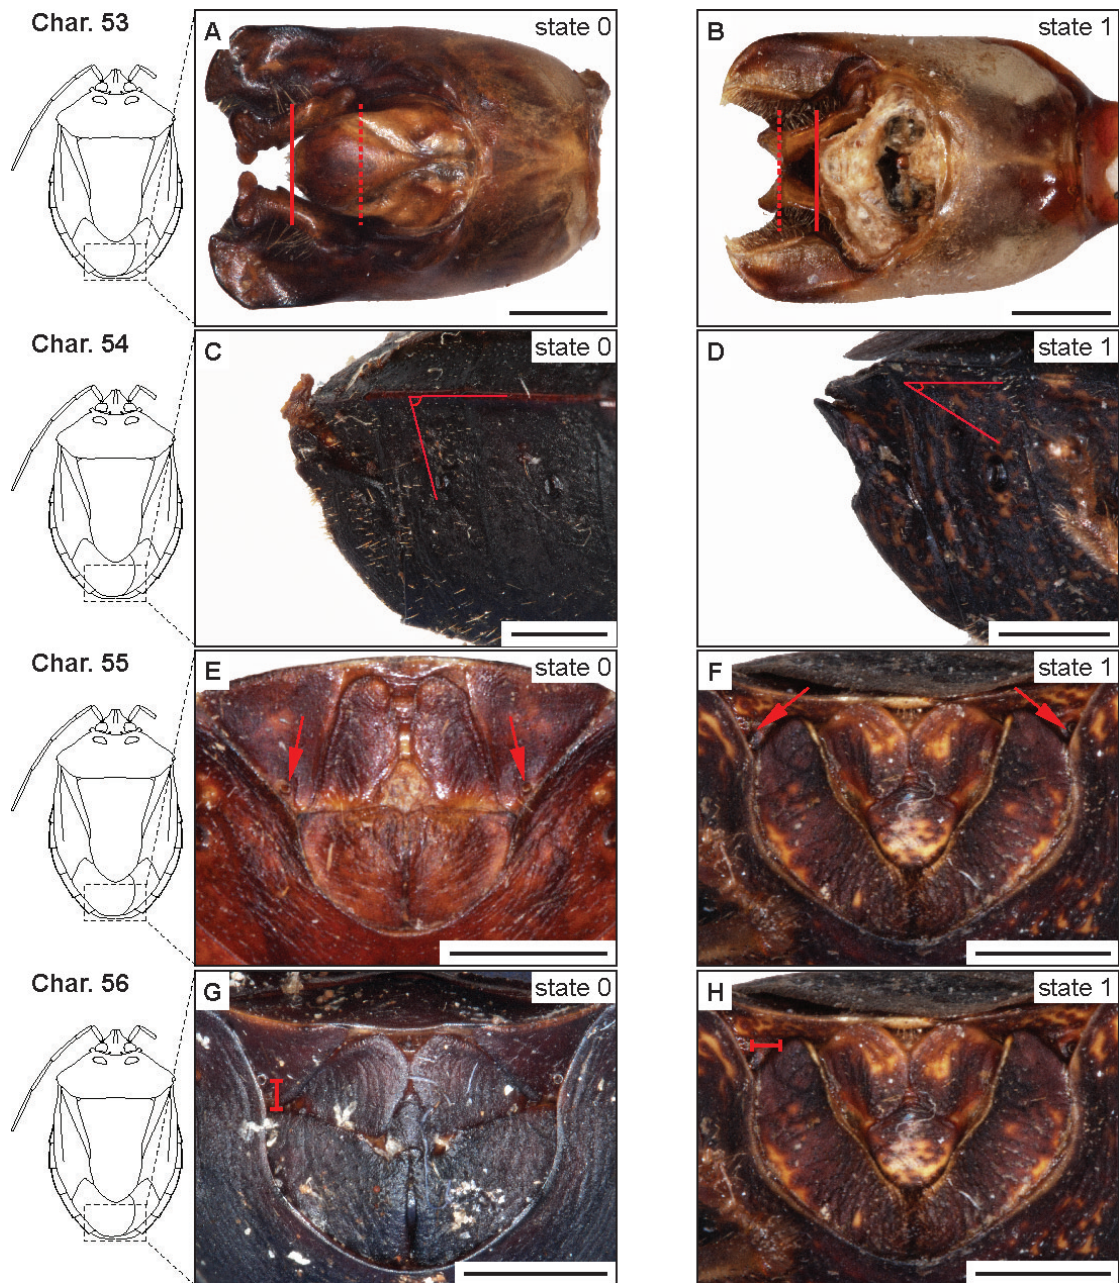 Char. 53
A
state 0
B
state 1
Char. 54
C
state 0
D
state 1
Char. 55
E
state 0
F
state 1
Char. 56
G
state 0
H
state 1